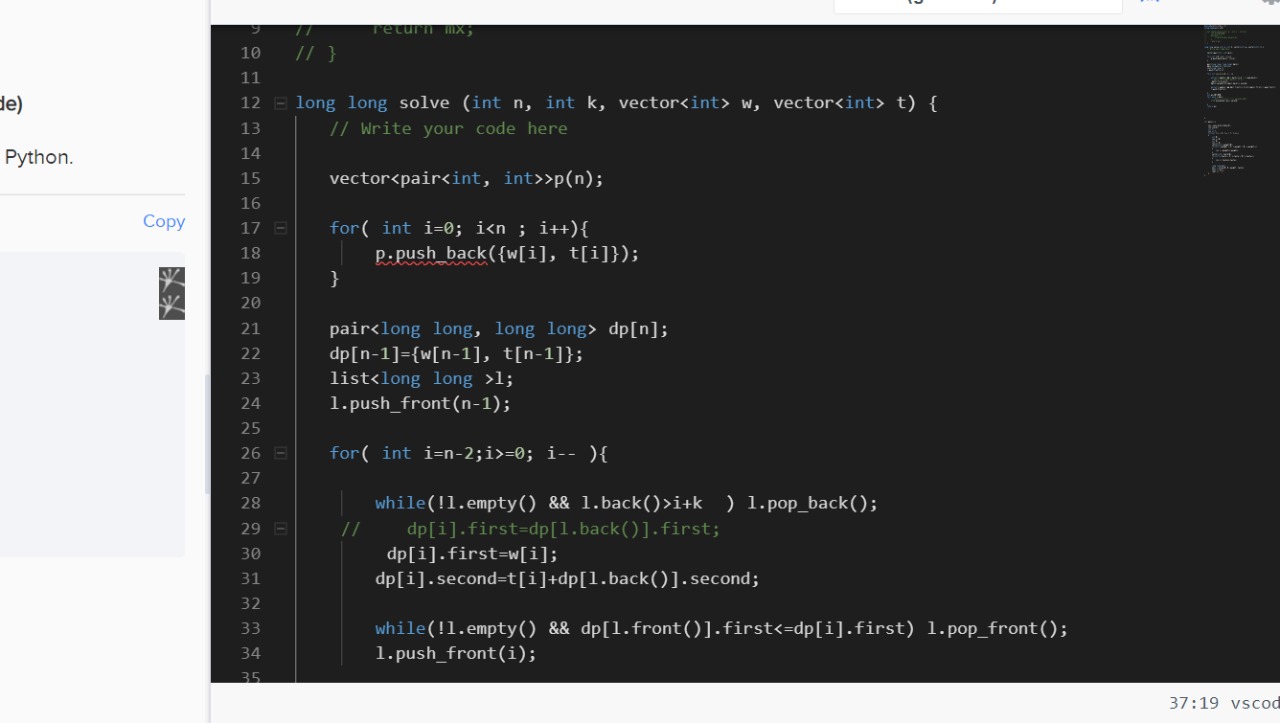 de)
Python.
Copy
9 // return mx;
10 // }
11
12 long long solve (int n, int k, vector<int> w, vector<int> t) {
13 // Write your code here
14
15 vector<pair<int, int>>p(n);
16
17 for( int i=0; i<n ; i++){
18 p.push_back({w[i], t[i]});
19 }
20
21 pair<long long, long long> dp[n];
22 dp[n-1]={w[n-1], t[n-1]};
23 list<long long >l;
24 l.push_front(n-1);
25
26 for( int i=n-2;i>=0; i-- ){
27
28 while(!l.empty() && l.back()>i+k  ) l.pop_back();
29 //    dp[i].first=dp[l.back()].first;
30 dp[i].first=w[i];
31 dp[i].second=t[i]+dp[l.back()].second;
32
33 while(!l.empty() && dp[l.front()].first<=dp[i].first) l.pop_front();
34 l.push_front(i);
35
37:19 vscod